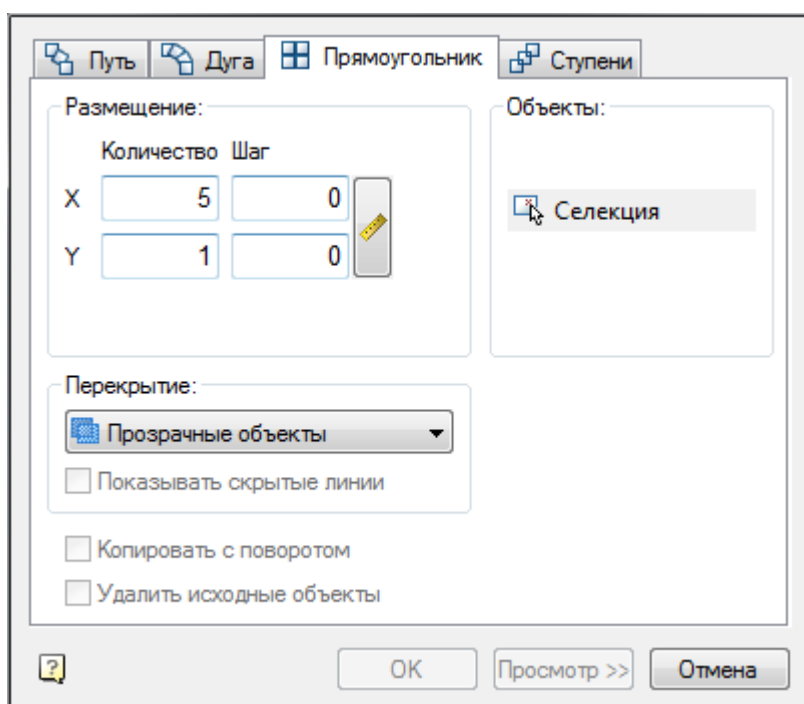 Путь Дуга Прямоугольник Ступени
Размещение:
Количество Шаг
X 5 0
Y 1 0
Объекты:
Селекция
Перекрытие:
Прозрачные объекты
Показывать скрытые линии
Копировать с поворотом
Удалить исходные объекты
? OK Просмотр >> Отмена